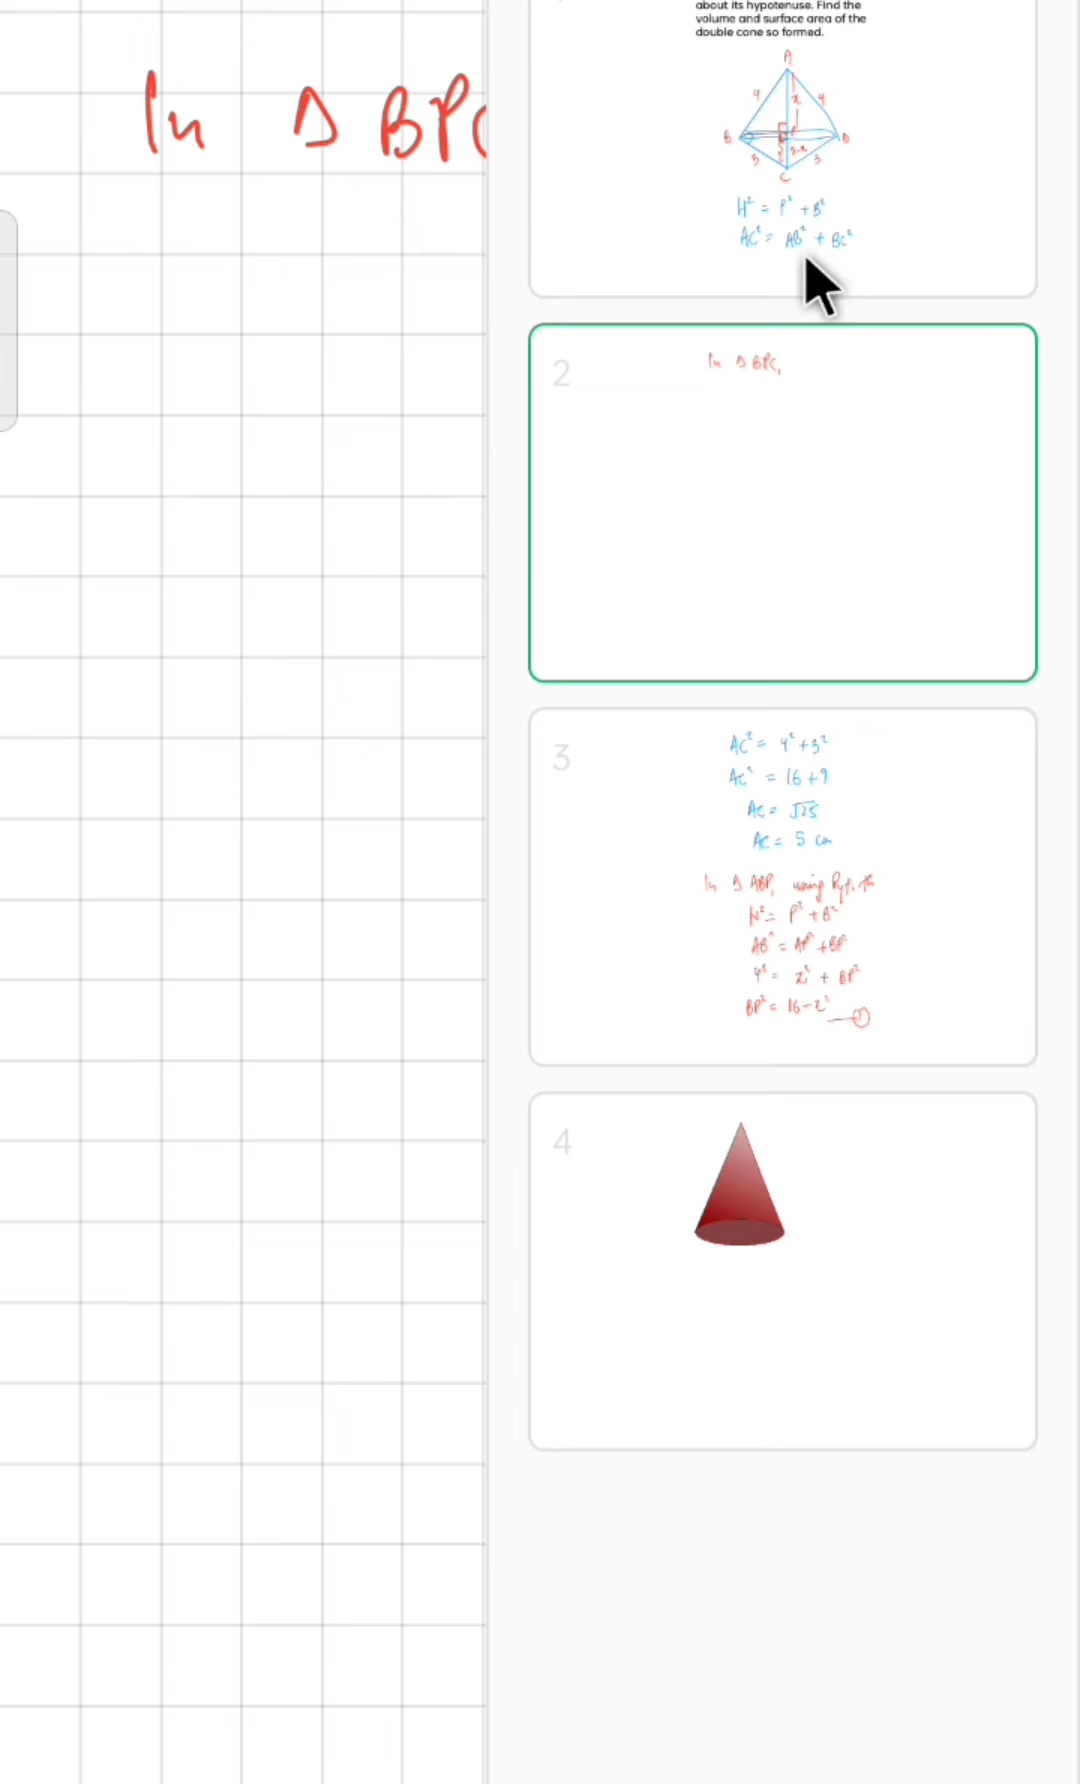 In Δ BPC
about its hypotenuse. Find the
volume and surface area of the
double cone so formed.
A
4 x 4
B P D
3 5-x 3
C
H² = P² + B²
AC² = AB² + BC²
2
In Δ BPC,
3
AC² = 4² + 3²
AC² = 16 + 9
AC = √25
AC = 5 cm
In Δ ABP, using Pyt. th
H² = P² + B²
AB² = AP² + BP²
4² = x² + BP²
BP² = 16 - x² —①
4